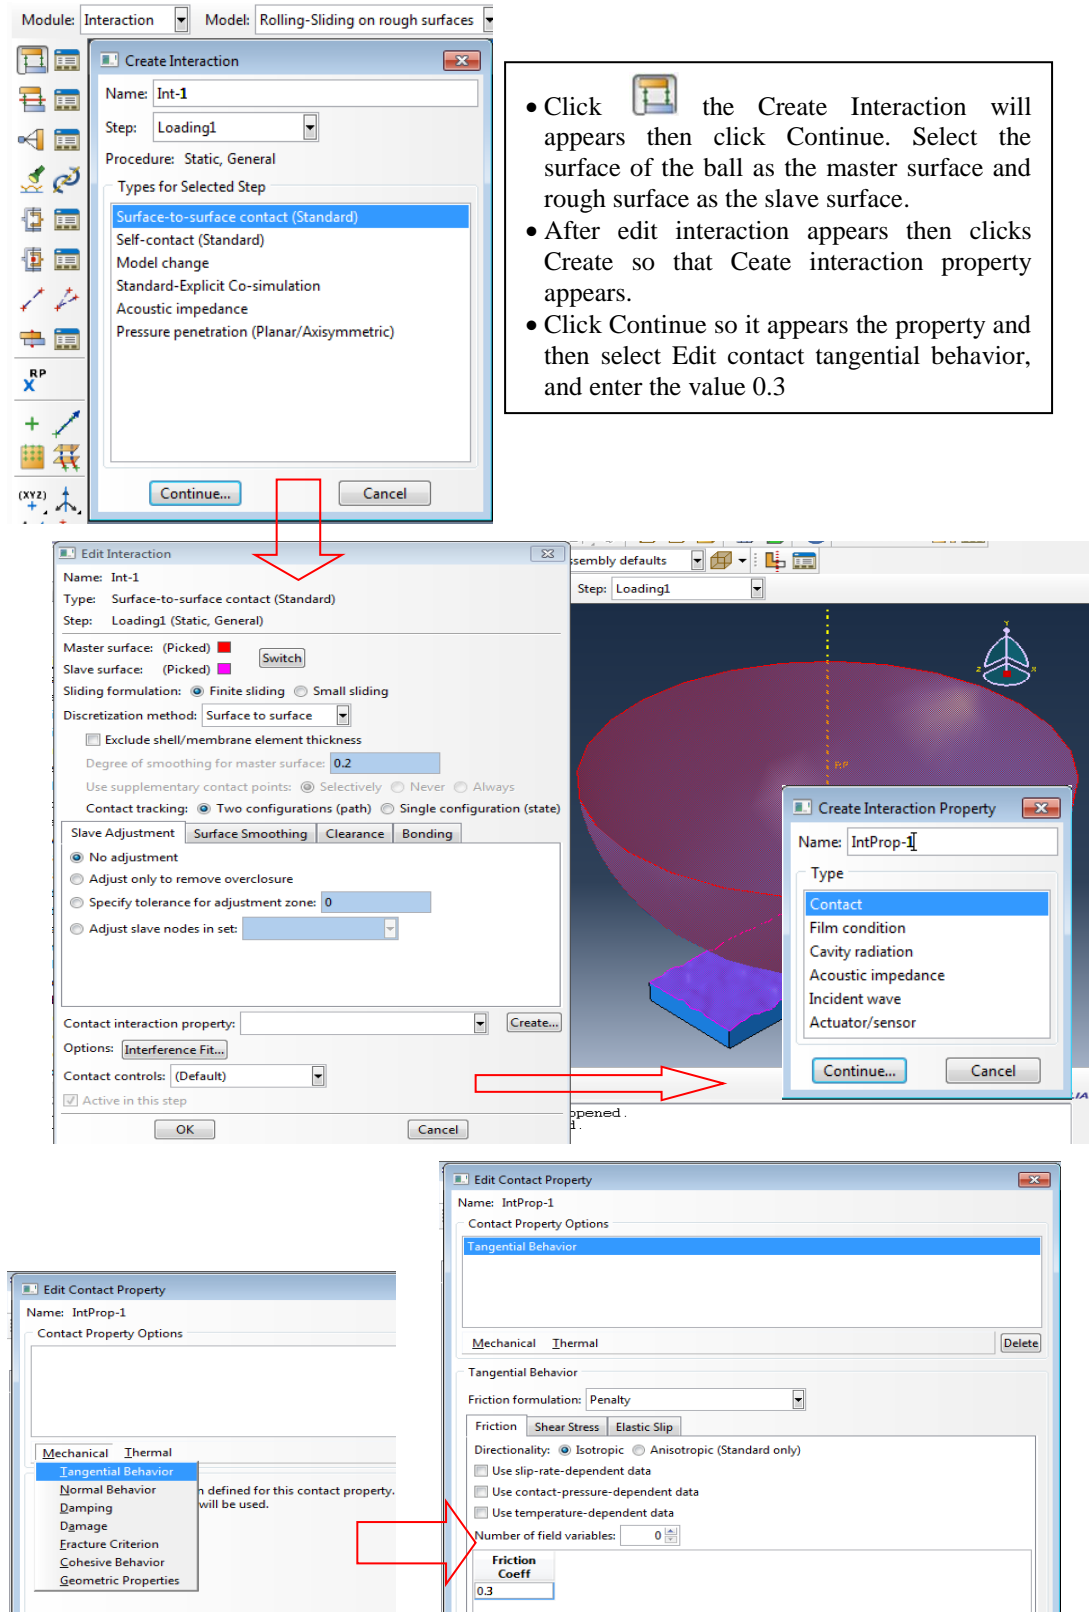 Module: Interaction Model: Rolling-Sliding on rough surfaces
Create Interaction
Name: Int-1
Step: Loading1
Procedure: Static, General
Types for Selected Step
Surface-to-surface contact (Standard)
Self-contact (Standard)
Model change
Standard-Explicit Co-simulation
Acoustic impedance
Pressure penetration (Planar/Axisymmetric)
Continue... Cancel
RP
(XYZ)
• Click the Create Interaction will
appears then click Continue. Select the
surface of the ball as the master surface and
rough surface as the slave surface.
• After edit interaction appears then clicks
Create so that Ceate interaction property
appears.
• Click Continue so it appears the property and
then select Edit contact tangential behavior,
and enter the value 0.3
Edit Interaction
Name: Int-1
Type: Surface-to-surface contact (Standard)
Step: Loading1 (Static, General)
Master surface: (Picked)
Switch
Slave surface: (Picked)
Sliding formulation: Finite sliding Small sliding
Discretization method: Surface to surface
Exclude shell/membrane element thickness
Degree of smoothing for master surface: 0.2
Use supplementary contact points: Selectively Never Always
Contact tracking: Two configurations (path) Single configuration (state)
Slave Adjustment Surface Smoothing Clearance Bonding
No adjustment
Adjust only to remove overclosure
Specify tolerance for adjustment zone: 0
Adjust slave nodes in set:
Contact interaction property: Create...
Options: Interference Fit...
Contact controls: (Default)
Active in this step
OK Cancel
ssembly defaults
Step: Loading1
Y
Z X
RP
Create Interaction Property
Name: IntProp-1
Type
Contact
Film condition
Cavity radiation
Acoustic impedance
Incident wave
Actuator/sensor
Continue... Cancel
LIA
opened.
d.
Edit Contact Property
Name: IntProp-1
Contact Property Options
Mechanical Thermal
Tangential Behavior
Normal Behavior
n defined for this contact property.
Damping
will be used.
Damage
Fracture Criterion
Cohesive Behavior
Geometric Properties
Edit Contact Property
Name: IntProp-1
Contact Property Options
Tangential Behavior
Mechanical Thermal Delete
Tangential Behavior
Friction formulation: Penalty
Friction Shear Stress Elastic Slip
Directionality: Isotropic Anisotropic (Standard only)
Use slip-rate-dependent data
Use contact-pressure-dependent data
Use temperature-dependent data
Number of field variables: 0
Friction
Coeff
0.3